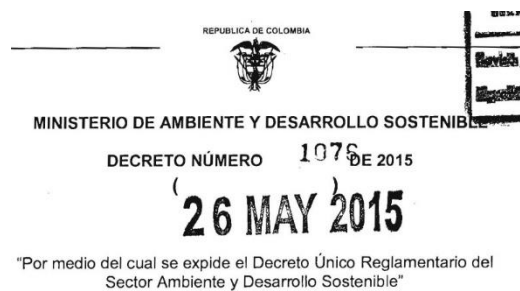 REPUBLICA DE COLOMBIA
MINISTERIO DE AMBIENTE Y DESARROLLO SOSTENIBLE
DECRETO NÚMERO 1076 DE 2015
( )
26 MAY 2015
"Por medio del cual se expide el Decreto Único Reglamentario del
Sector Ambiente y Desarrollo Sostenible"